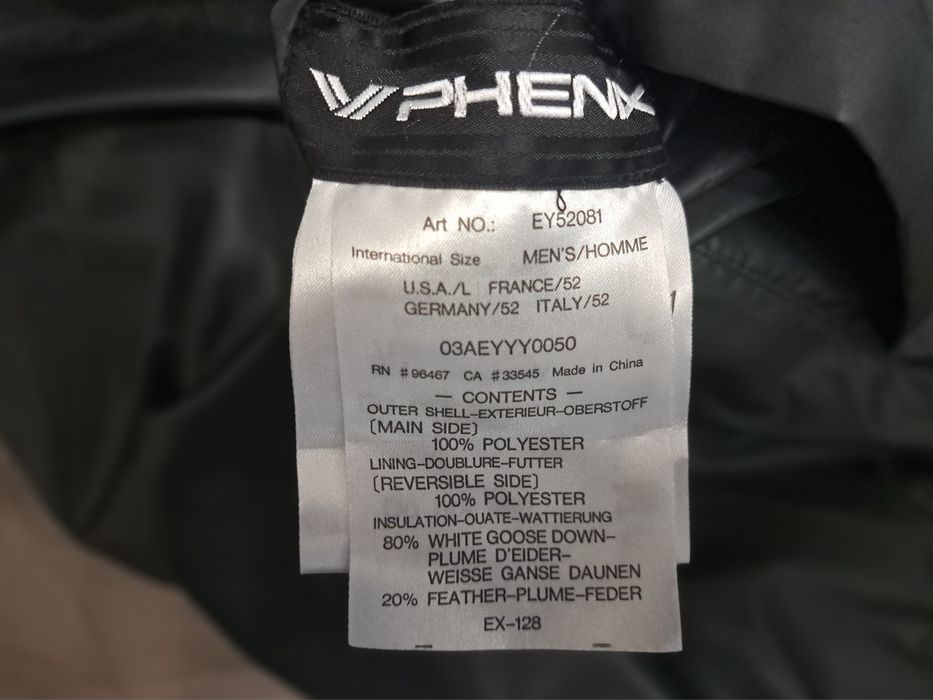 PHENIX
Art NO.: EY52081
International Size MEN'S/HOMME
U.S.A./L FRANCE/52
GERMANY/52 ITALY/52
03AEYYY0050
RN #96467 CA #33545 Made in China
— CONTENTS —
OUTER SHELL-EXTERIEUR-OBERSTOFF
(MAIN SIDE)
100% POLYESTER
LINING-DOUBLURE-FUTTER
(REVERSIBLE SIDE)
100% POLYESTER
INSULATION-OUATE-WATTIERUNG
80% WHITE GOOSE DOWN-
PLUME D'EIDER-
WEISSE GANSE DAUNEN
20% FEATHER-PLUME-FEDER
EX-128